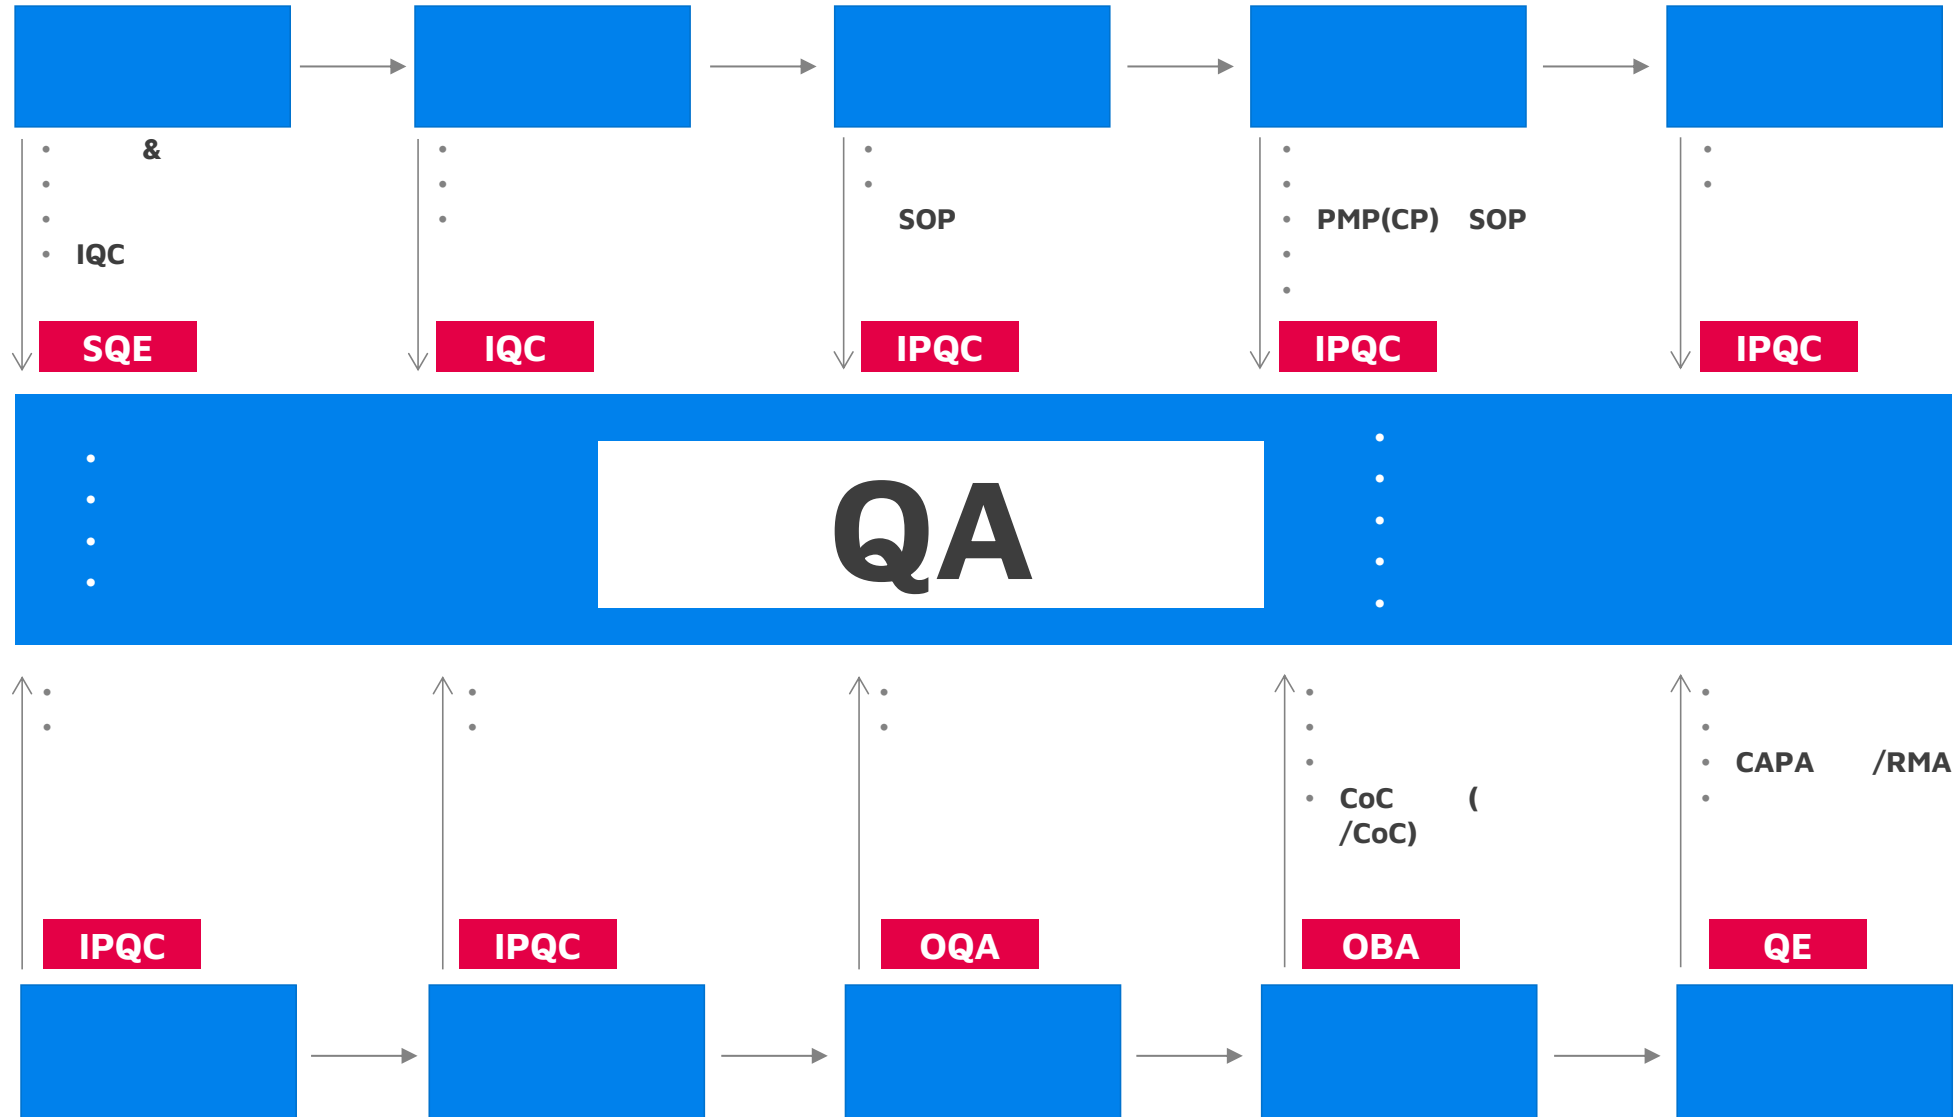 &
IQC
SQE
IQC
SOP
IPQC
PMP(CP) SOP
IPQC
IPQC
QA
IPQC
IPQC
OQA
CoC (
/CoC)
OBA
CAPA /RMA
QE